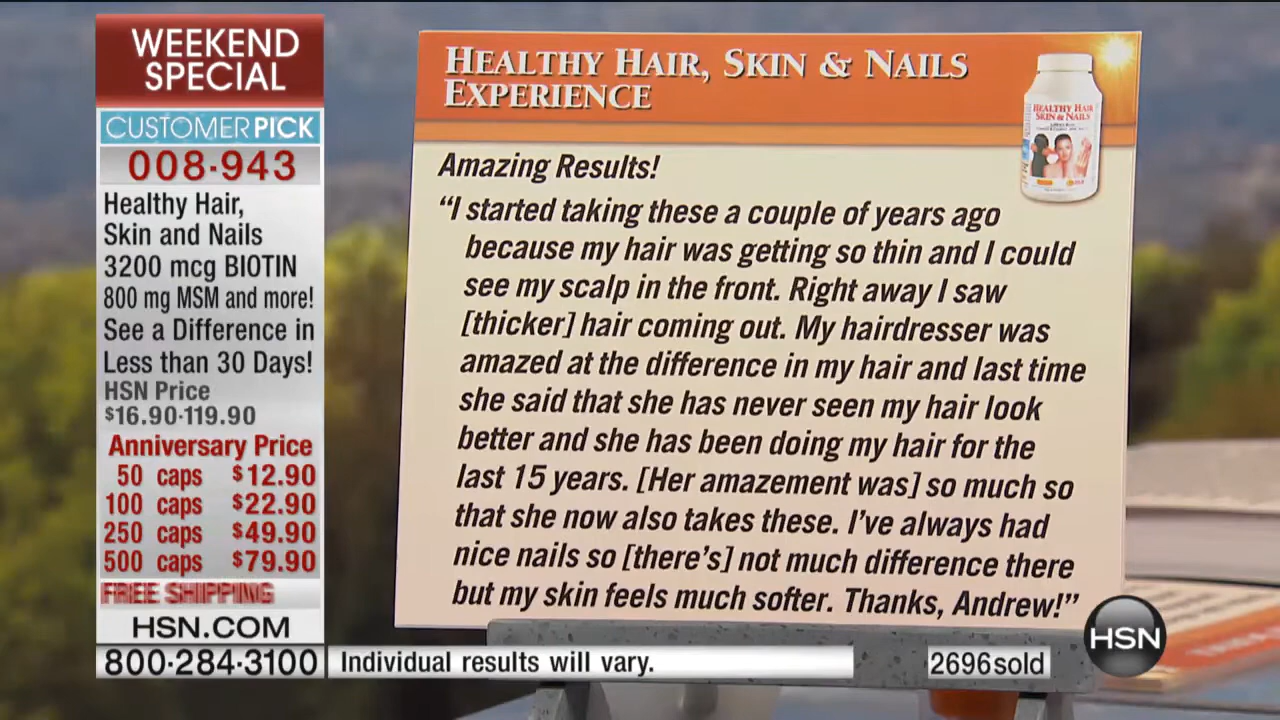 WEEKEND
SPECIAL
CUSTOMER PICK
008·943
Healthy Hair,
Skin and Nails
3200 mcg BIOTIN
800 mg MSM and more!
See a Difference in
Less than 30 Days!
HSN Price
$16.90-119.90
Anniversary Price
50 caps $12.90
100 caps $22.90
250 caps $49.90
500 caps $79.90
FREE SHIPPING
HSN.COM
800·284·3100
HEALTHY HAIR, SKIN & NAILS
EXPERIENCE
HEALTHY HAIR
SKIN & NAILS
Amazing Results!
“I started taking these a couple of years ago
because my hair was getting so thin and I could
see my scalp in the front. Right away I saw
[thicker] hair coming out. My hairdresser was
amazed at the difference in my hair and last time
she said that she has never seen my hair look
better and she has been doing my hair for the
last 15 years. [Her amazement was] so much so
that she now also takes these. I’ve always had
nice nails so [there’s] not much difference there
but my skin feels much softer. Thanks, Andrew!”
Individual results will vary.
2696sold
HSN